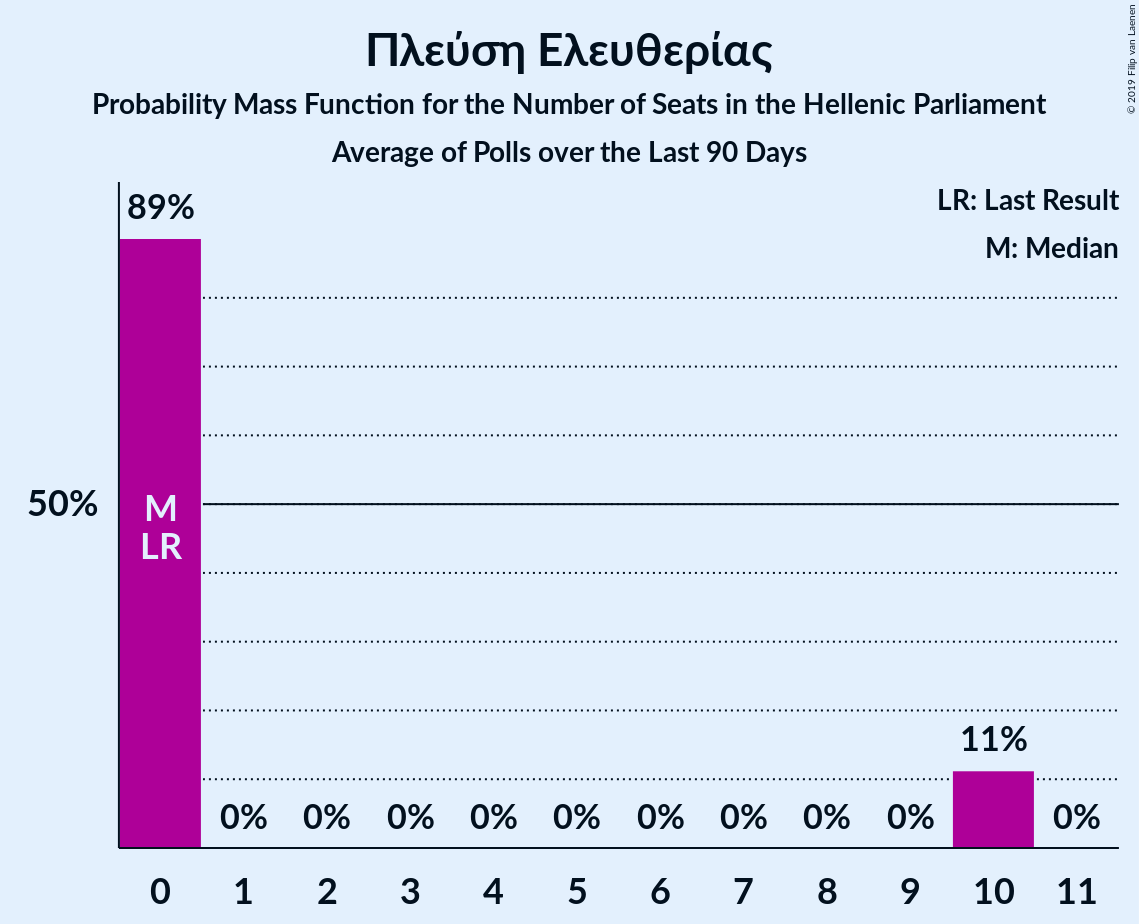 Πλεύση Ελευθερίας
Probability Mass Function for the Number of Seats in the Hellenic Parliament
Average of Polls over the Last 90 Days
© 2019 Filip van Laenen
LR: Last Result
M: Median
89%
50%
M
LR
0% 0% 0% 0% 0% 0% 0% 0% 0% 11% 0%
0 1 2 3 4 5 6 7 8 9 10 11